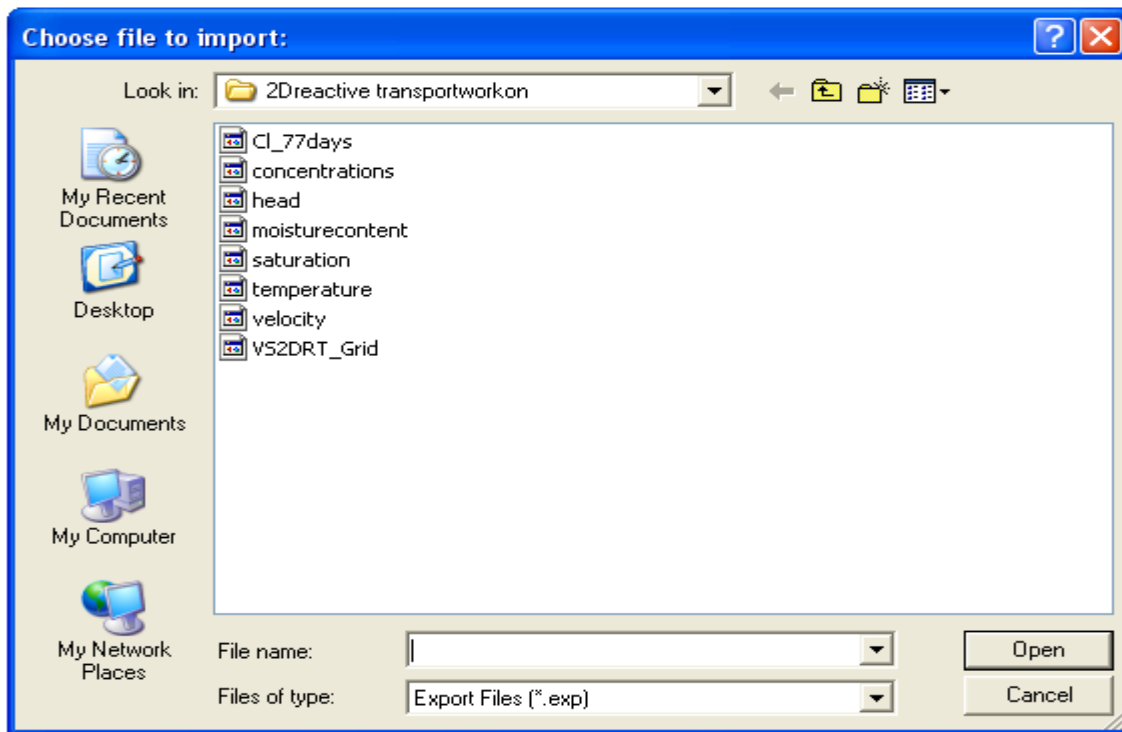 Choose file to import:
Look in:
2Dreactive transportworkon
My Recent
Documents
Desktop
My Documents
My Computer
My Network
Places
Cl_77days
concentrations
head
moisturecontent
saturation
temperature
velocity
VS2DRT_Grid
File name:
Open
Files of type:
Export Files (*.exp)
Cancel